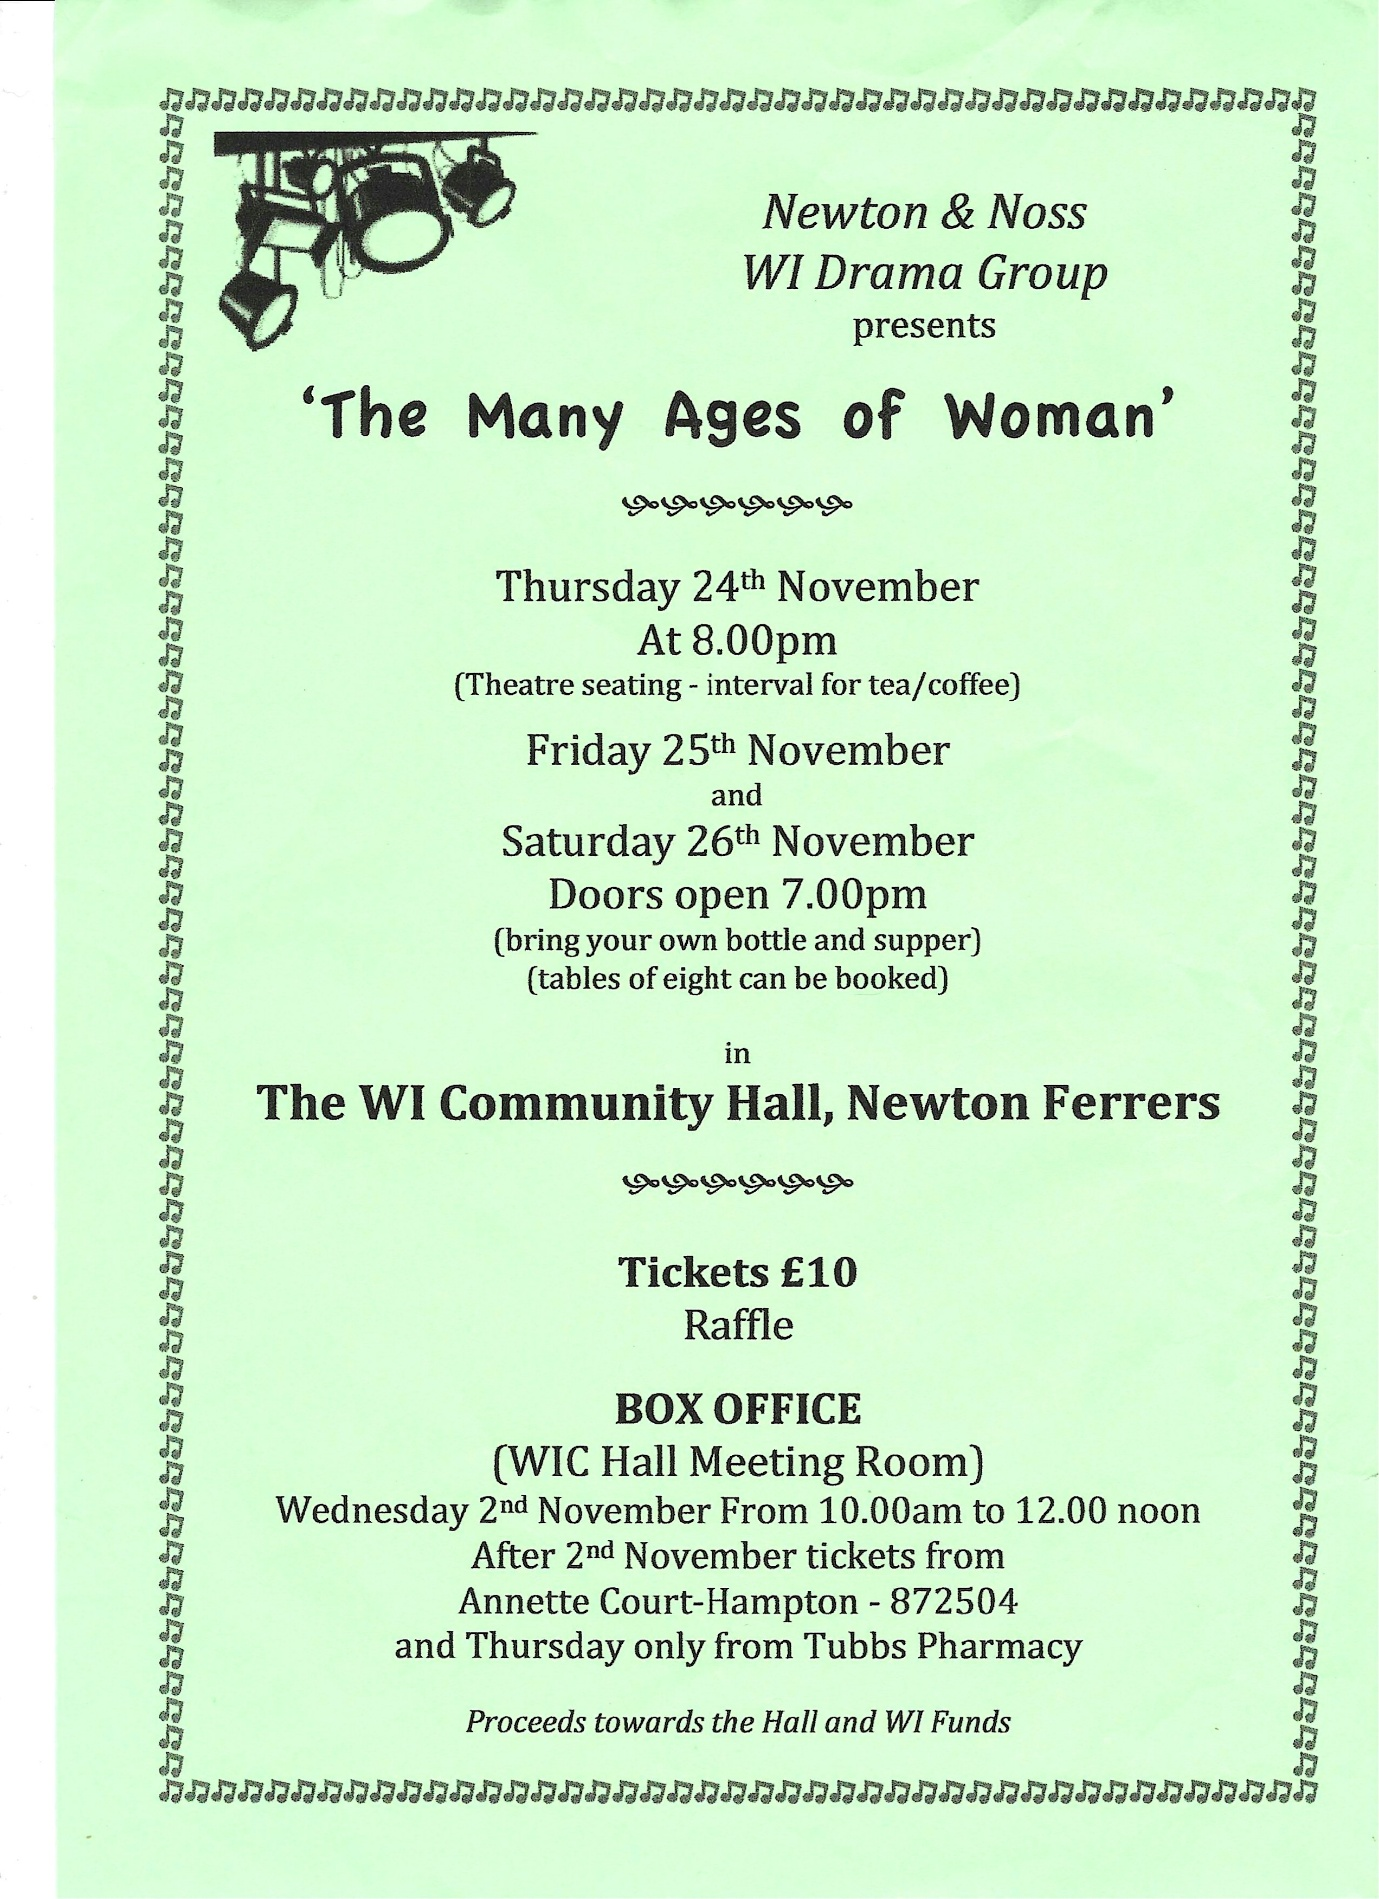 Newton & Noss
WI Drama Group
presents
‘The Many Ages of Woman’
Thursday 24th November
At 8.00pm
(Theatre seating - interval for tea/coffee)
Friday 25th November
and
Saturday 26th November
Doors open 7.00pm
(bring your own bottle and supper)
(tables of eight can be booked)
in
The WI Community Hall, Newton Ferrers
Tickets £10
Raffle
BOX OFFICE
(WIC Hall Meeting Room)
Wednesday 2nd November From 10.00am to 12.00 noon
After 2nd November tickets from
Annette Court-Hampton - 872504
and Thursday only from Tubbs Pharmacy
Proceeds towards the Hall and WI Funds